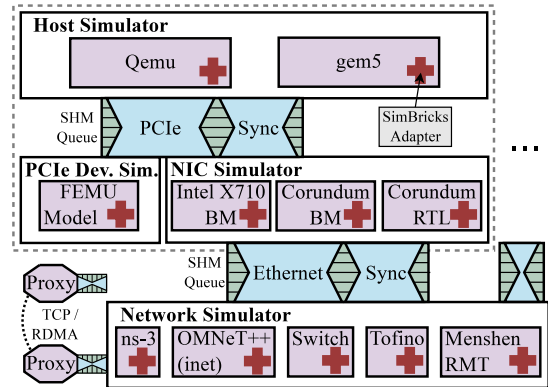 Host Simulator
Qemu
gem5
SHM
Queue
PCIe
Sync
SimBricks
Adapter
...
PCIe Dev. Sim.
NIC Simulator
FEMU
Model
Intel X710
BM
Corundum
BM
Corundum
RTL
SHM
Queue
Ethernet
Sync
Proxy
TCP /
RDMA
Proxy
Network Simulator
ns-3
OMNeT++
(inet)
Switch
Tofino
Menshen
RMT